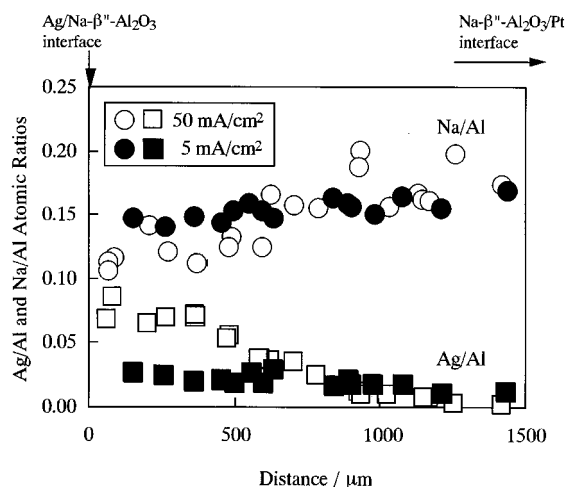 Ag/Na-β"-Al₂O₃
interface
Na-β"-Al₂O₃/Pt
interface
0.25
0.20
0.15
0.10
0.05
0.00
Ag/Al and Na/Al Atomic Ratios
50 mA/cm²
5 mA/cm²
Na/Al
Ag/Al
0
500
1000
1500
Distance / μm